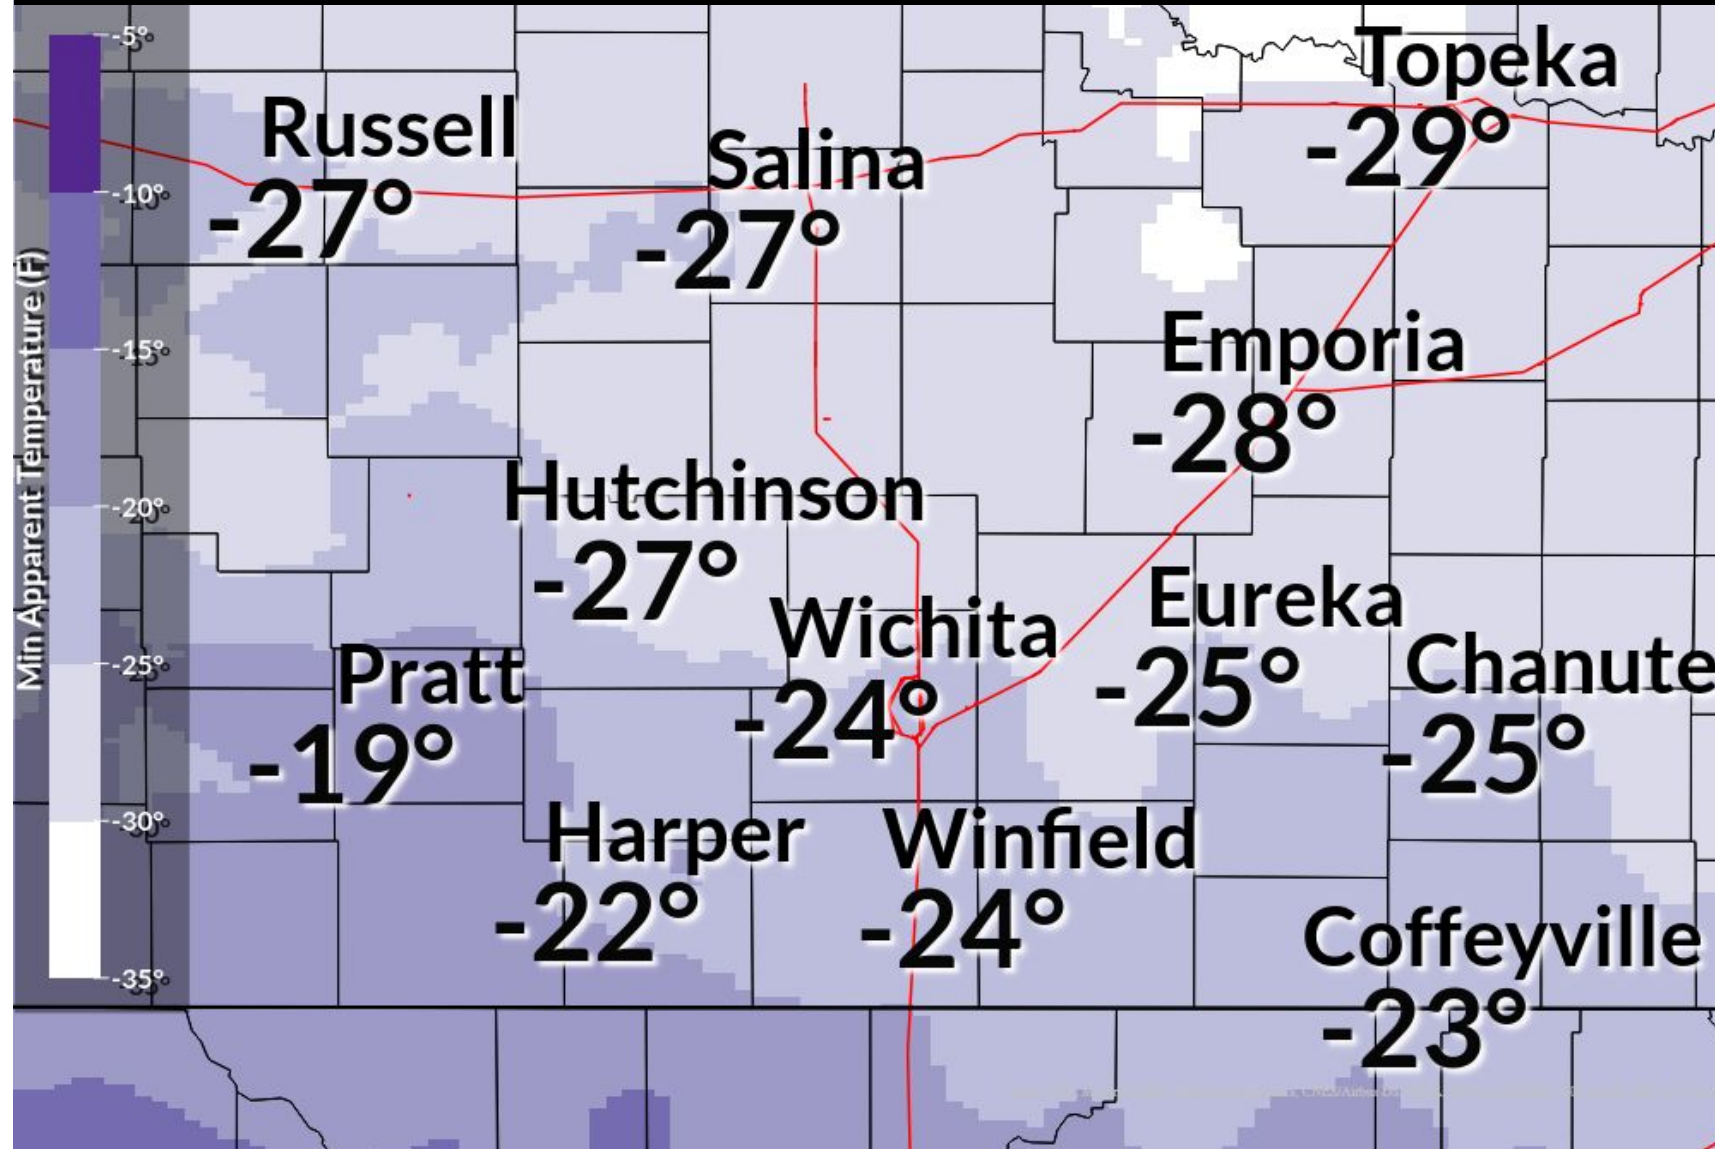 Min Apparent Temperature (F)
-5°
-10°
-15°
-20°
-25°
-30°
-35°
Topeka
-29°
Russell
-27°
Salina
-27°
Emporia
-28°
Hutchinson
-27°
Wichita
-24°
Eureka
-25°
Chanute
-25°
Pratt
-19°
Harper
-22°
Winfield
-24°
Coffeyville
-23°